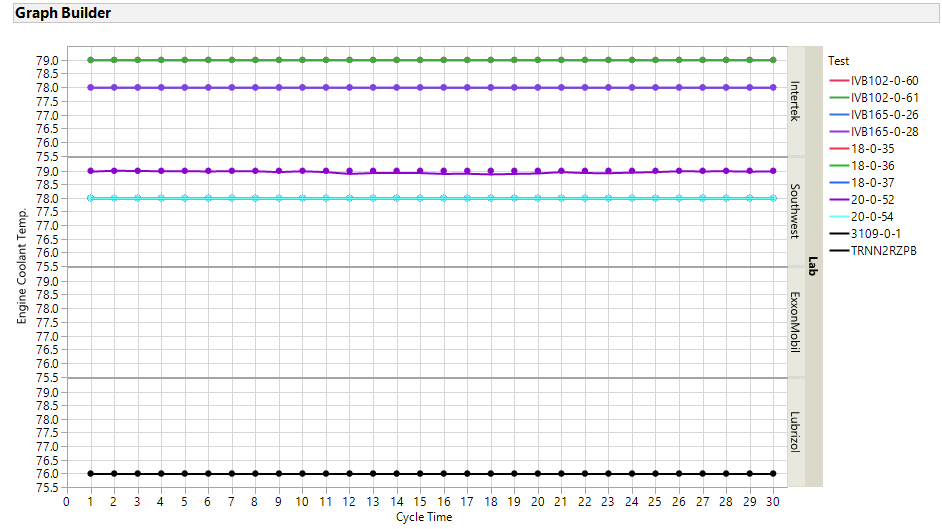 Graph Builder
Engine Coolant Temp.
79.0
78.5
78.0
77.5
77.0
76.5
76.0
75.5
79.0
78.5
78.0
77.5
77.0
76.5
76.0
75.5
79.0
78.5
78.0
77.5
77.0
76.5
76.0
75.5
79.0
78.5
78.0
77.5
77.0
76.5
76.0
75.5
0 1 2 3 4 5 6 7 8 9 10 11 12 13 14 15 16 17 18 19 20 21 22 23 24 25 26 27 28 29 30
Cycle Time
Intertek
Southwest
ExxonMobil
Lubrizol
Lab
Test
IVB102-0-60
IVB102-0-61
IVB165-0-26
IVB165-0-28
18-0-35
18-0-36
18-0-37
20-0-52
20-0-54
3109-0-1
TRNN2RZPB